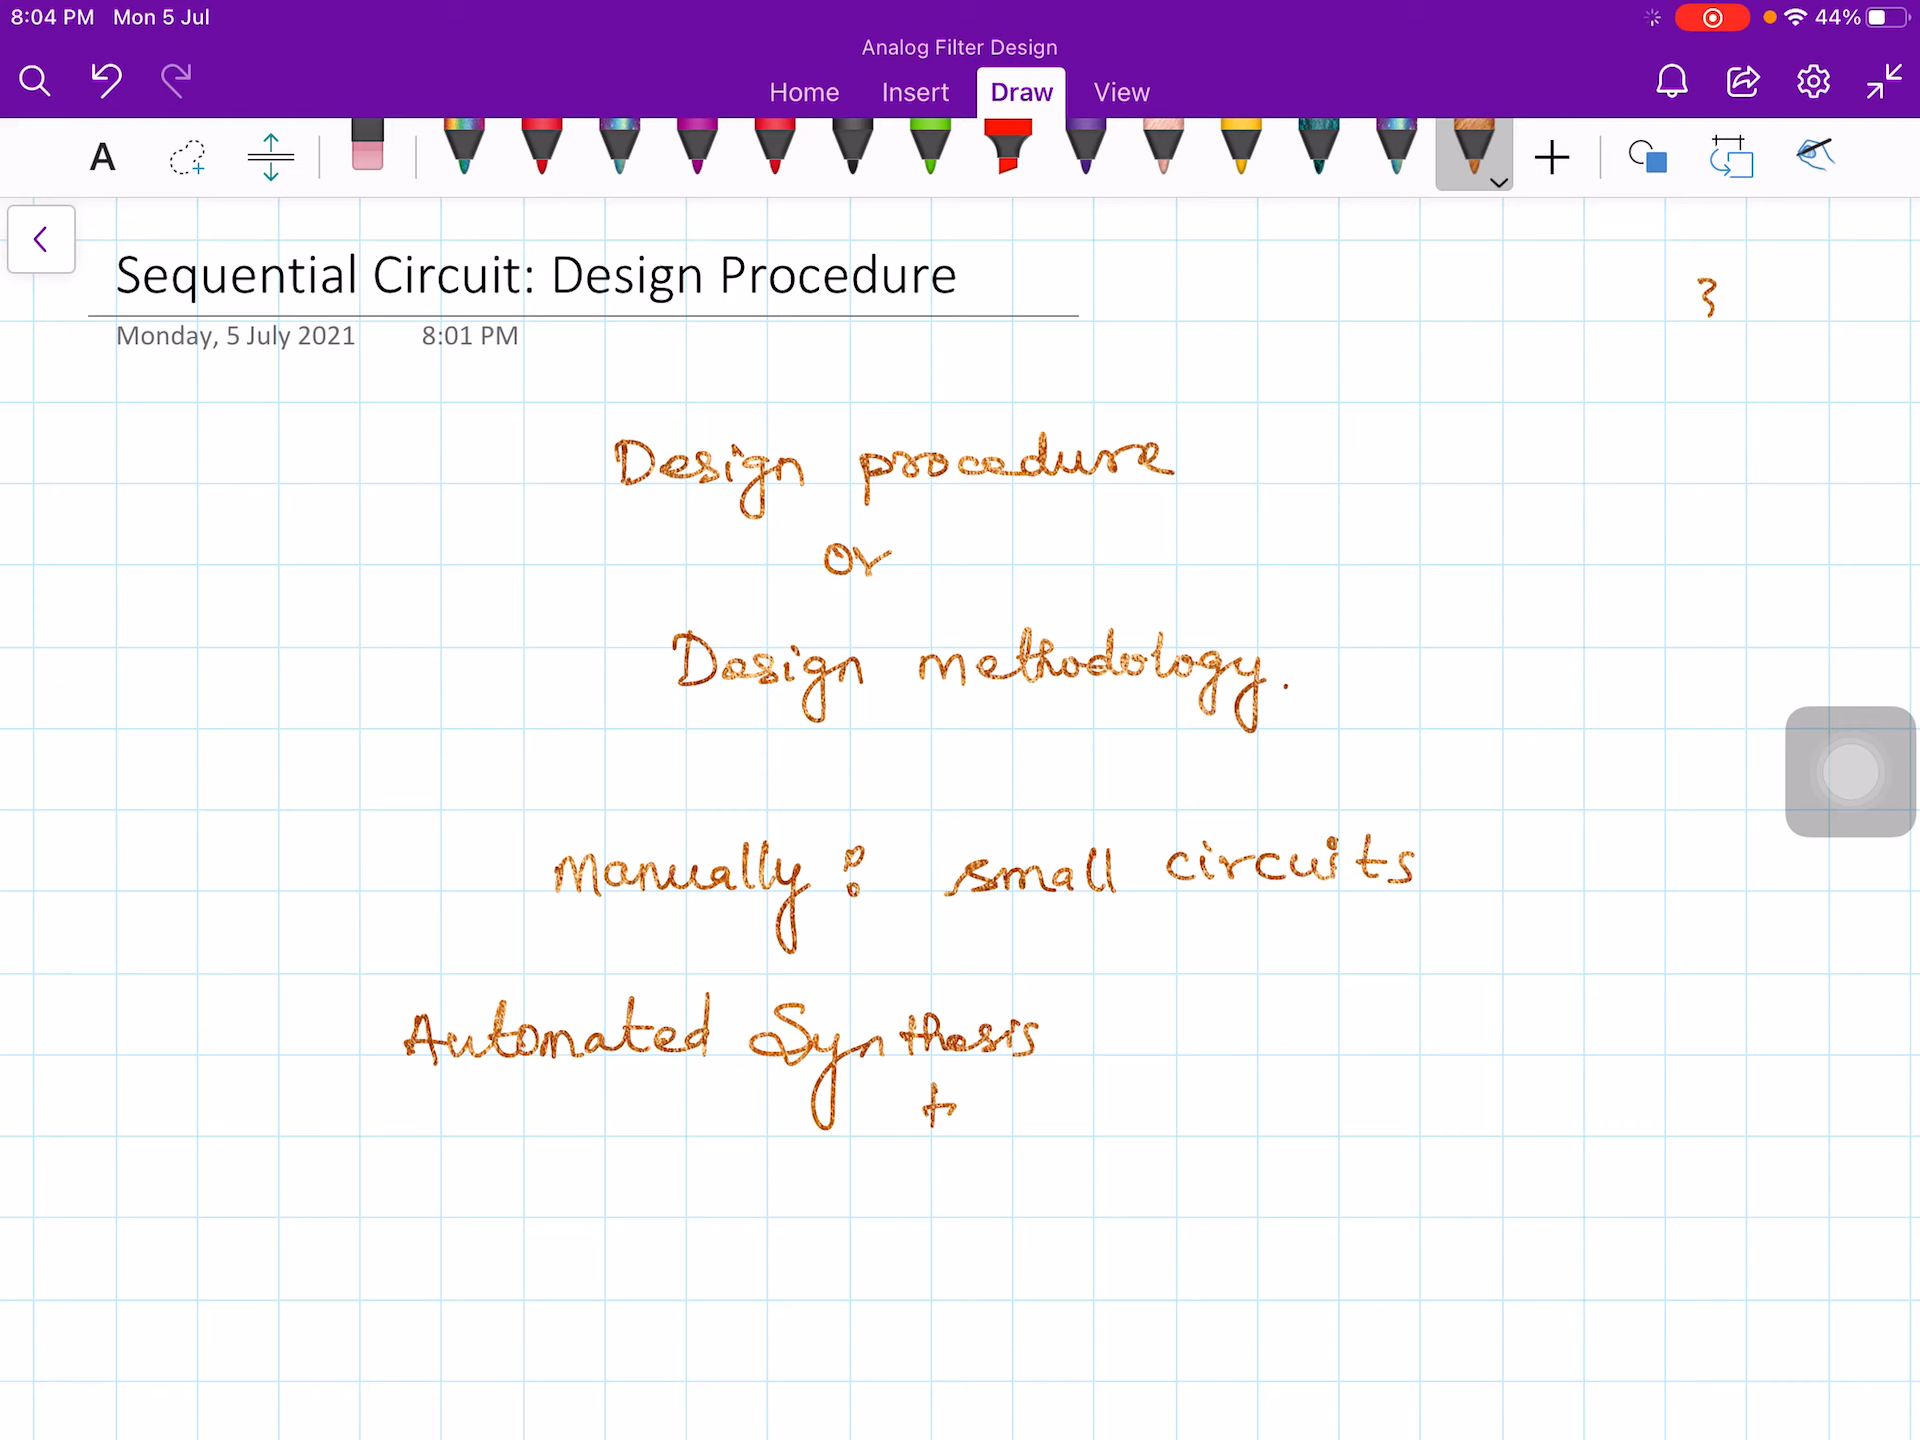 8:04 PM Mon 5 Jul 44%
Analog Filter Design
Home Insert Draw View
A
Sequential Circuit: Design Procedure
3
Monday, 5 July 2021 8:01 PM
Design procedure
or
Design methodology.
Manually: small circuits
Automated Synthesis
+